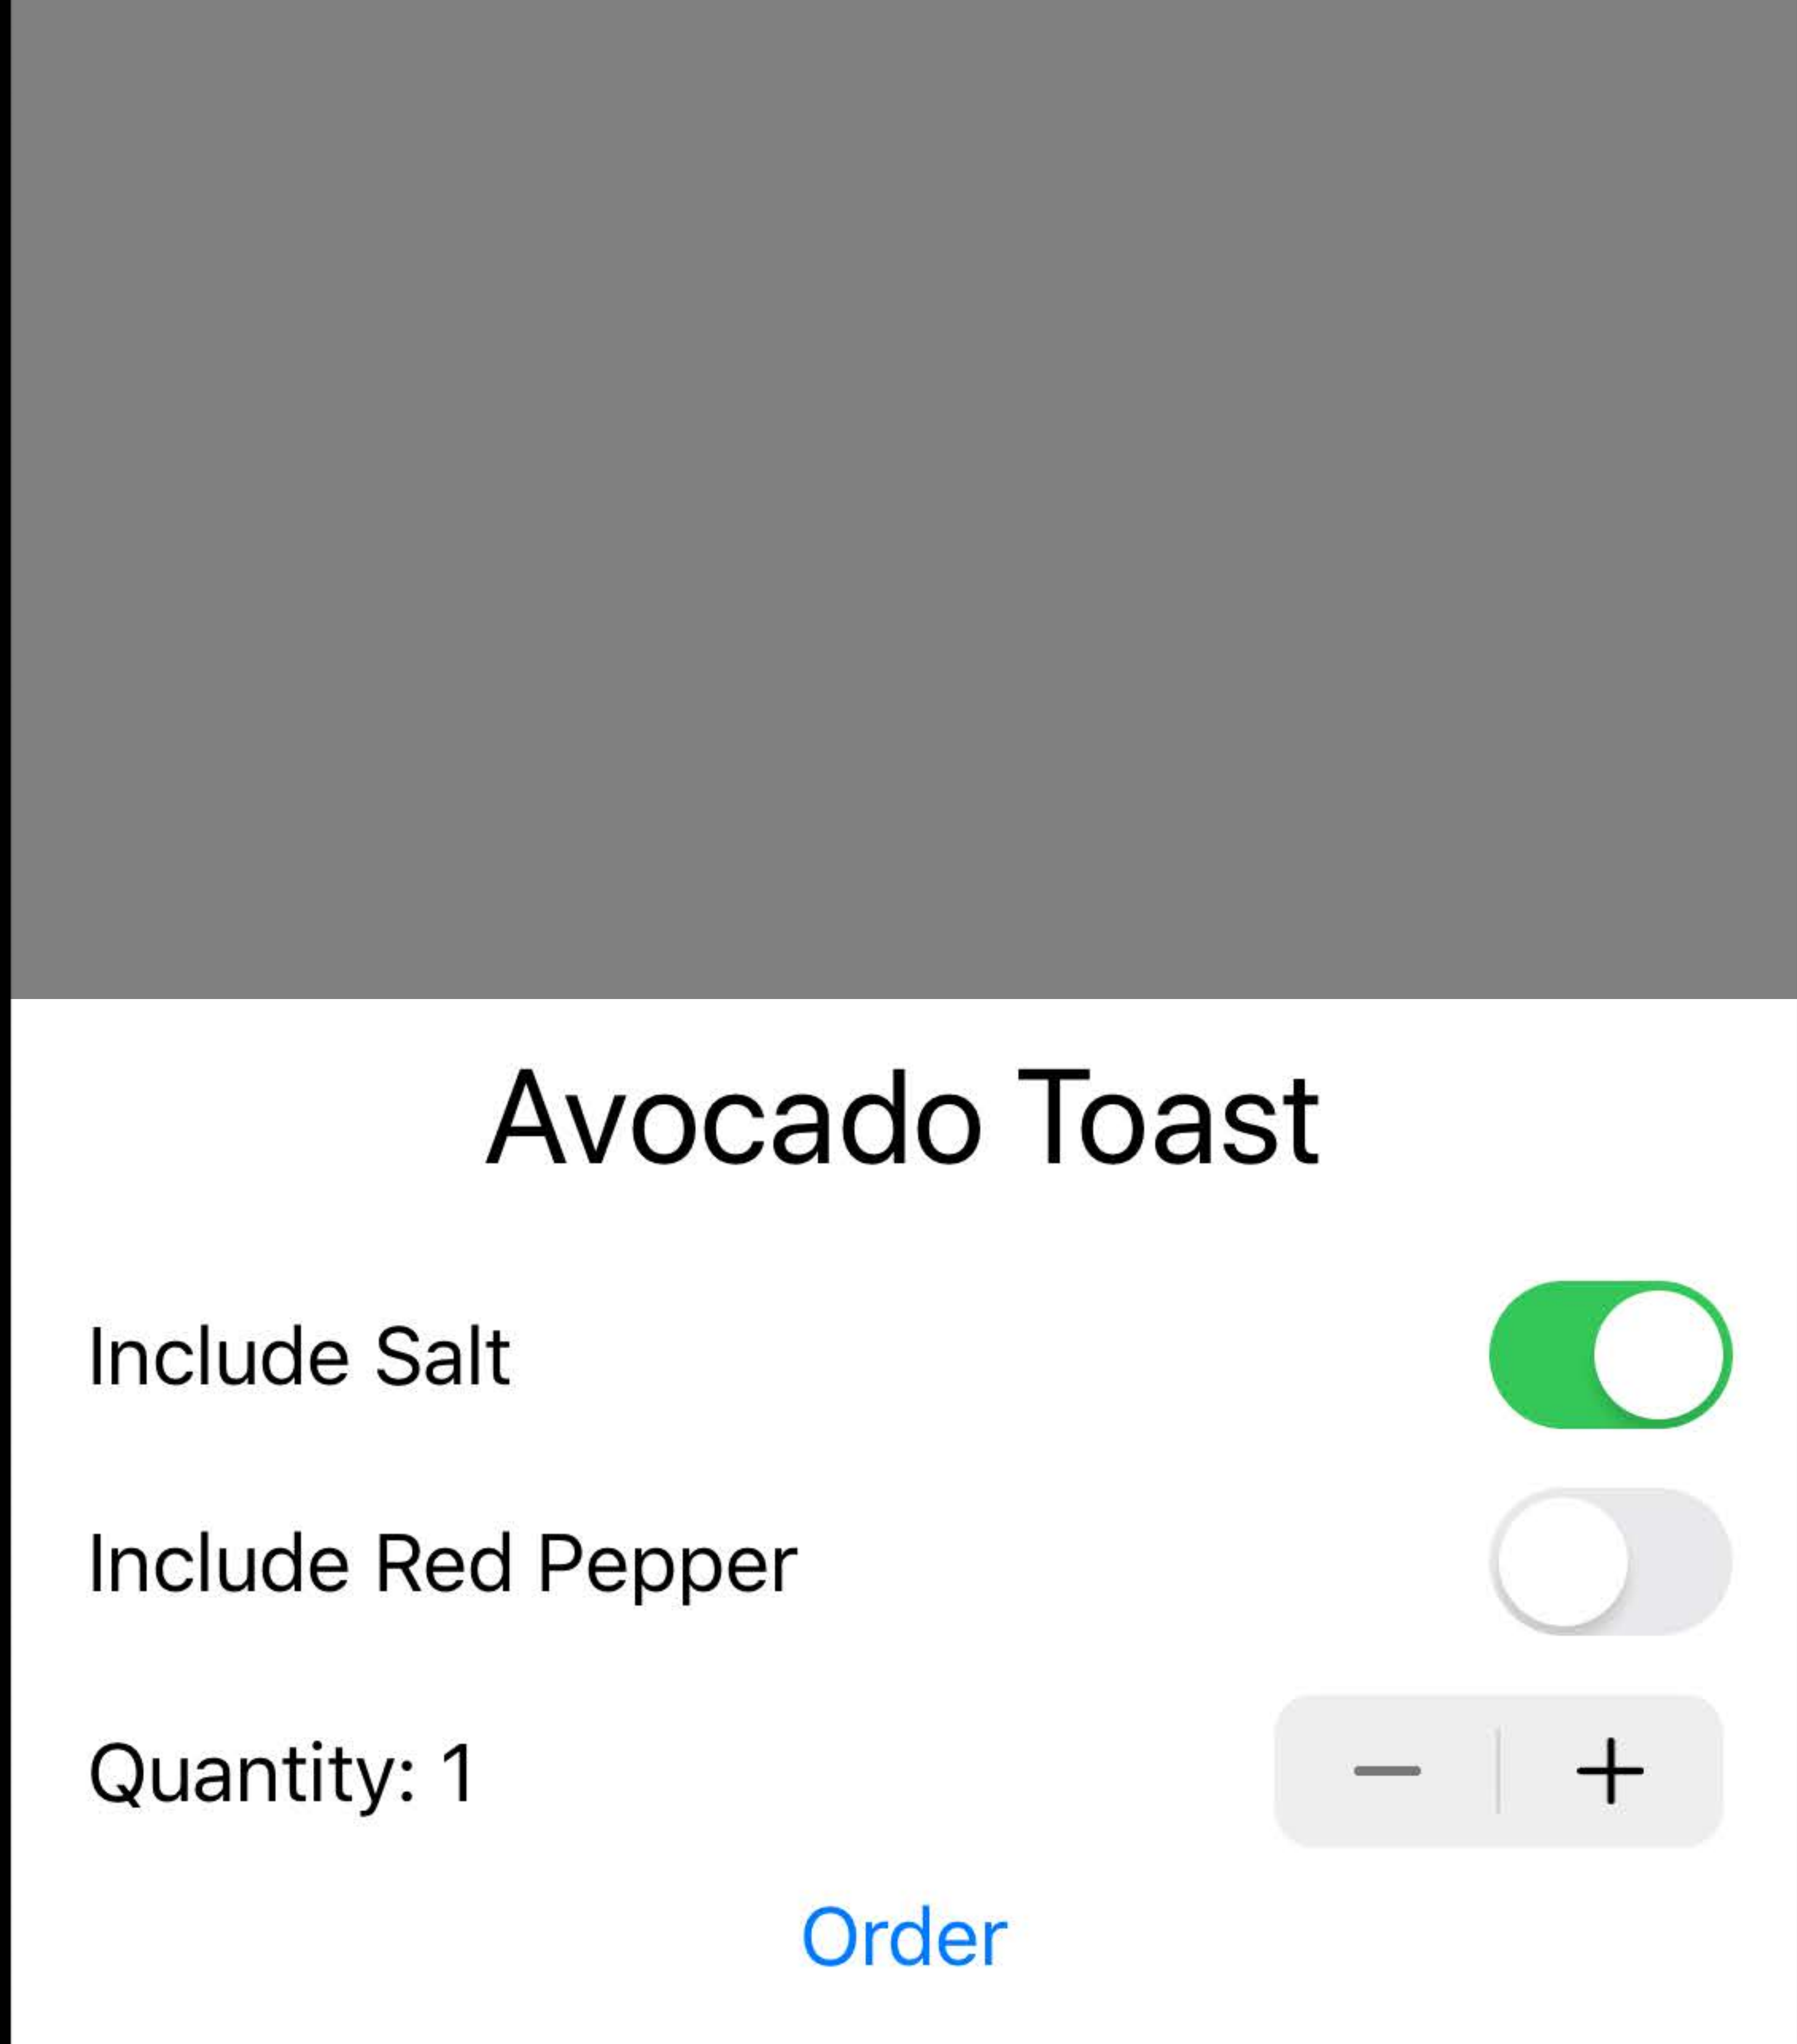 Avocado Toast
Include Salt
Include Red Pepper
Quantity: 1
Order